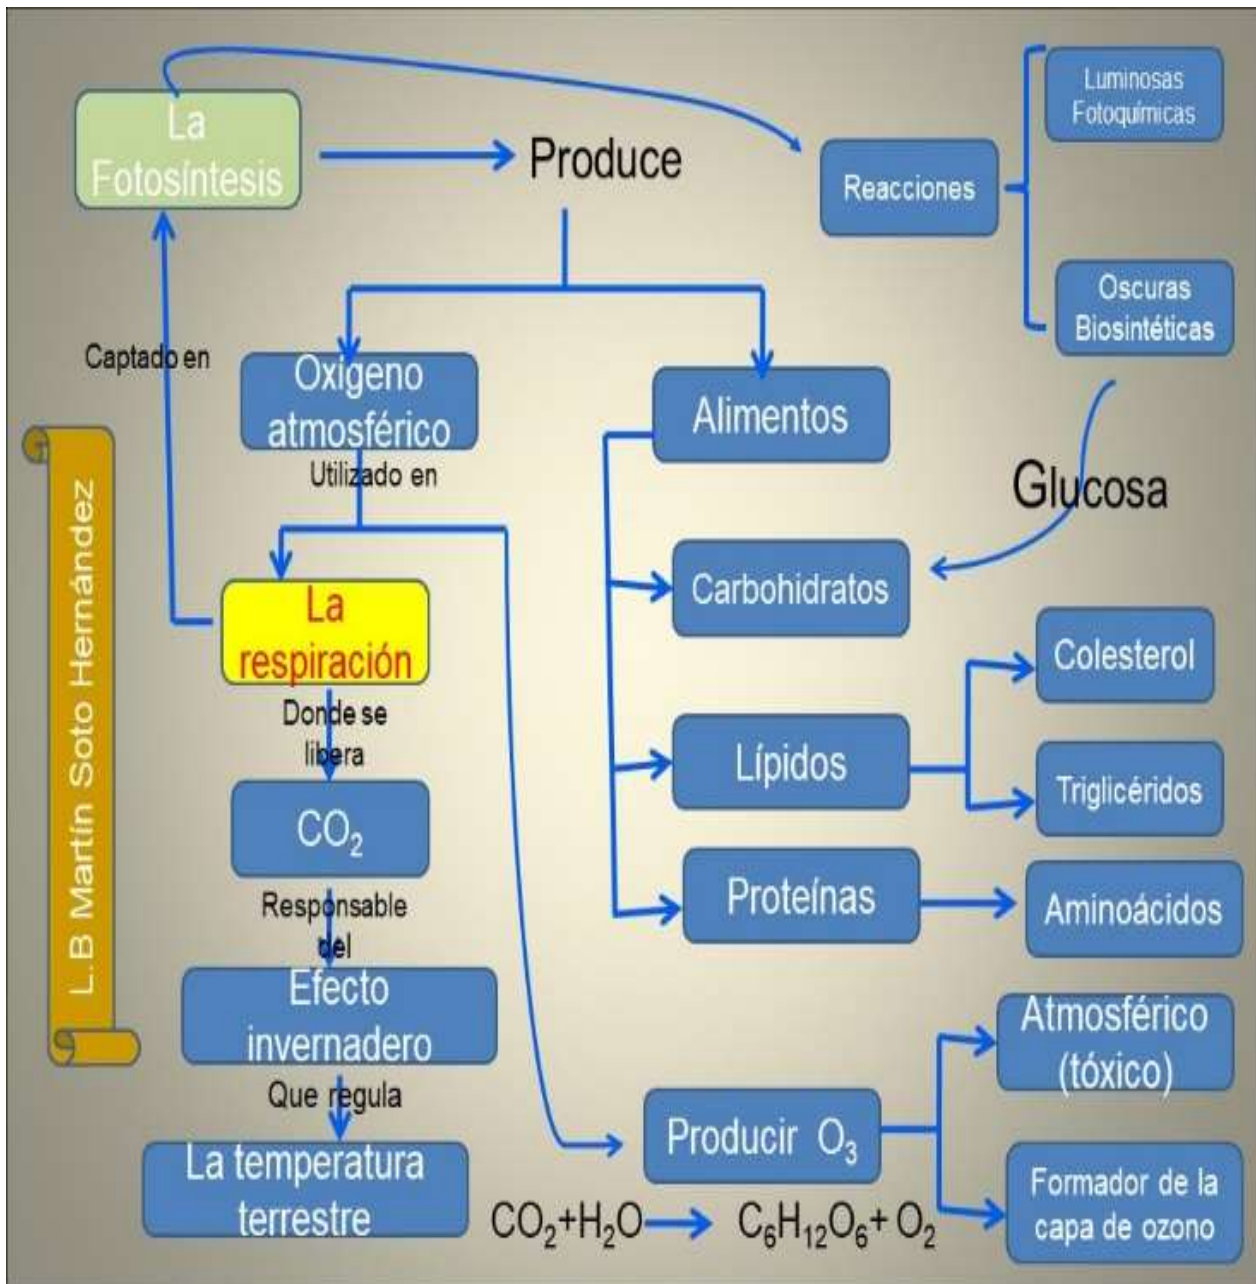 La
Fotosíntesis
Produce
Reacciones
Luminosas
Fotoquímicas
Oscuras
Biosintéticas
Captado en
Oxígeno
atmosférico
Utilizado en
Alimentos
Glucosa
Carbohidratos
La
respiración
Donde se
libera
CO₂
Responsable
del
Efecto
invernadero
Que regula
La temperatura
terrestre
Lípidos
Colesterol
Triglicéridos
Proteínas
Aminoácidos
Producir O₃
Atmosférico
(tóxico)
Formador de la
capa de ozono
CO₂+H₂O C₆H₁₂O₆+ O₂
L.B Martín Soto Hernández